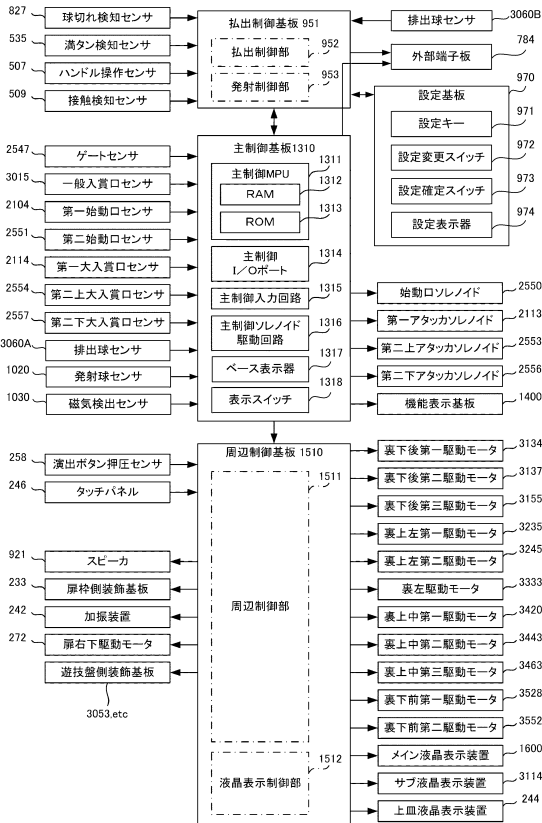 827
球切れ検知センサ
535
満タン検知センサ
507
ハンドル操作センサ
509
接触検知センサ
払出制御基板 951
払出制御部
952
発射制御部
953
排出球センサ
3060B
外部端子板
784
設定基板
970
設定キー
971
設定変更スイッチ
972
設定確定スイッチ
973
設定表示器
974
2547
ゲートセンサ
3015
一般入賞口センサ
2104
第一始動口センサ
2551
第二始動口センサ
2114
第一大入賞口センサ
2554
第二上大入賞口センサ
2557
第二下大入賞口センサ
3060A
排出球センサ
1020
発射球センサ
1030
磁気検出センサ
主制御基板1310
主制御MPU
1311
RAM
1312
ROM
1313
主制御
I/Oポート
1314
主制御入力回路
1315
主制御ソレノイド
駆動回路
1316
ベース表示器
1317
表示スイッチ
1318
始動口ソレノイド
2550
第一アタッカソレノイド
2113
第二上アタッカソレノイド
2553
第二下アタッカソレノイド
2556
機能表示基板
1400
258
演出ボタン押圧センサ
246
タッチパネル
921
スピーカ
233
扉枠側装飾基板
242
加振装置
272
扉右下駆動モータ
遊技盤側装飾基板
3053,etc
周辺制御基板 1510
周辺制御部
1511
液晶表示制御部
1512
裏下後第一駆動モータ
3134
裏下後第二駆動モータ
3137
裏下後第三駆動モータ
3155
裏上左第一駆動モータ
3235
裏上左第二駆動モータ
3245
裏左駆動モータ
3333
裏上中第一駆動モータ
3420
裏上中第二駆動モータ
3443
裏上中第三駆動モータ
3463
裏下前第一駆動モータ
3528
裏下前第二駆動モータ
3552
メイン液晶表示装置
1600
サブ液晶表示装置
3114
上皿液晶表示装置
244